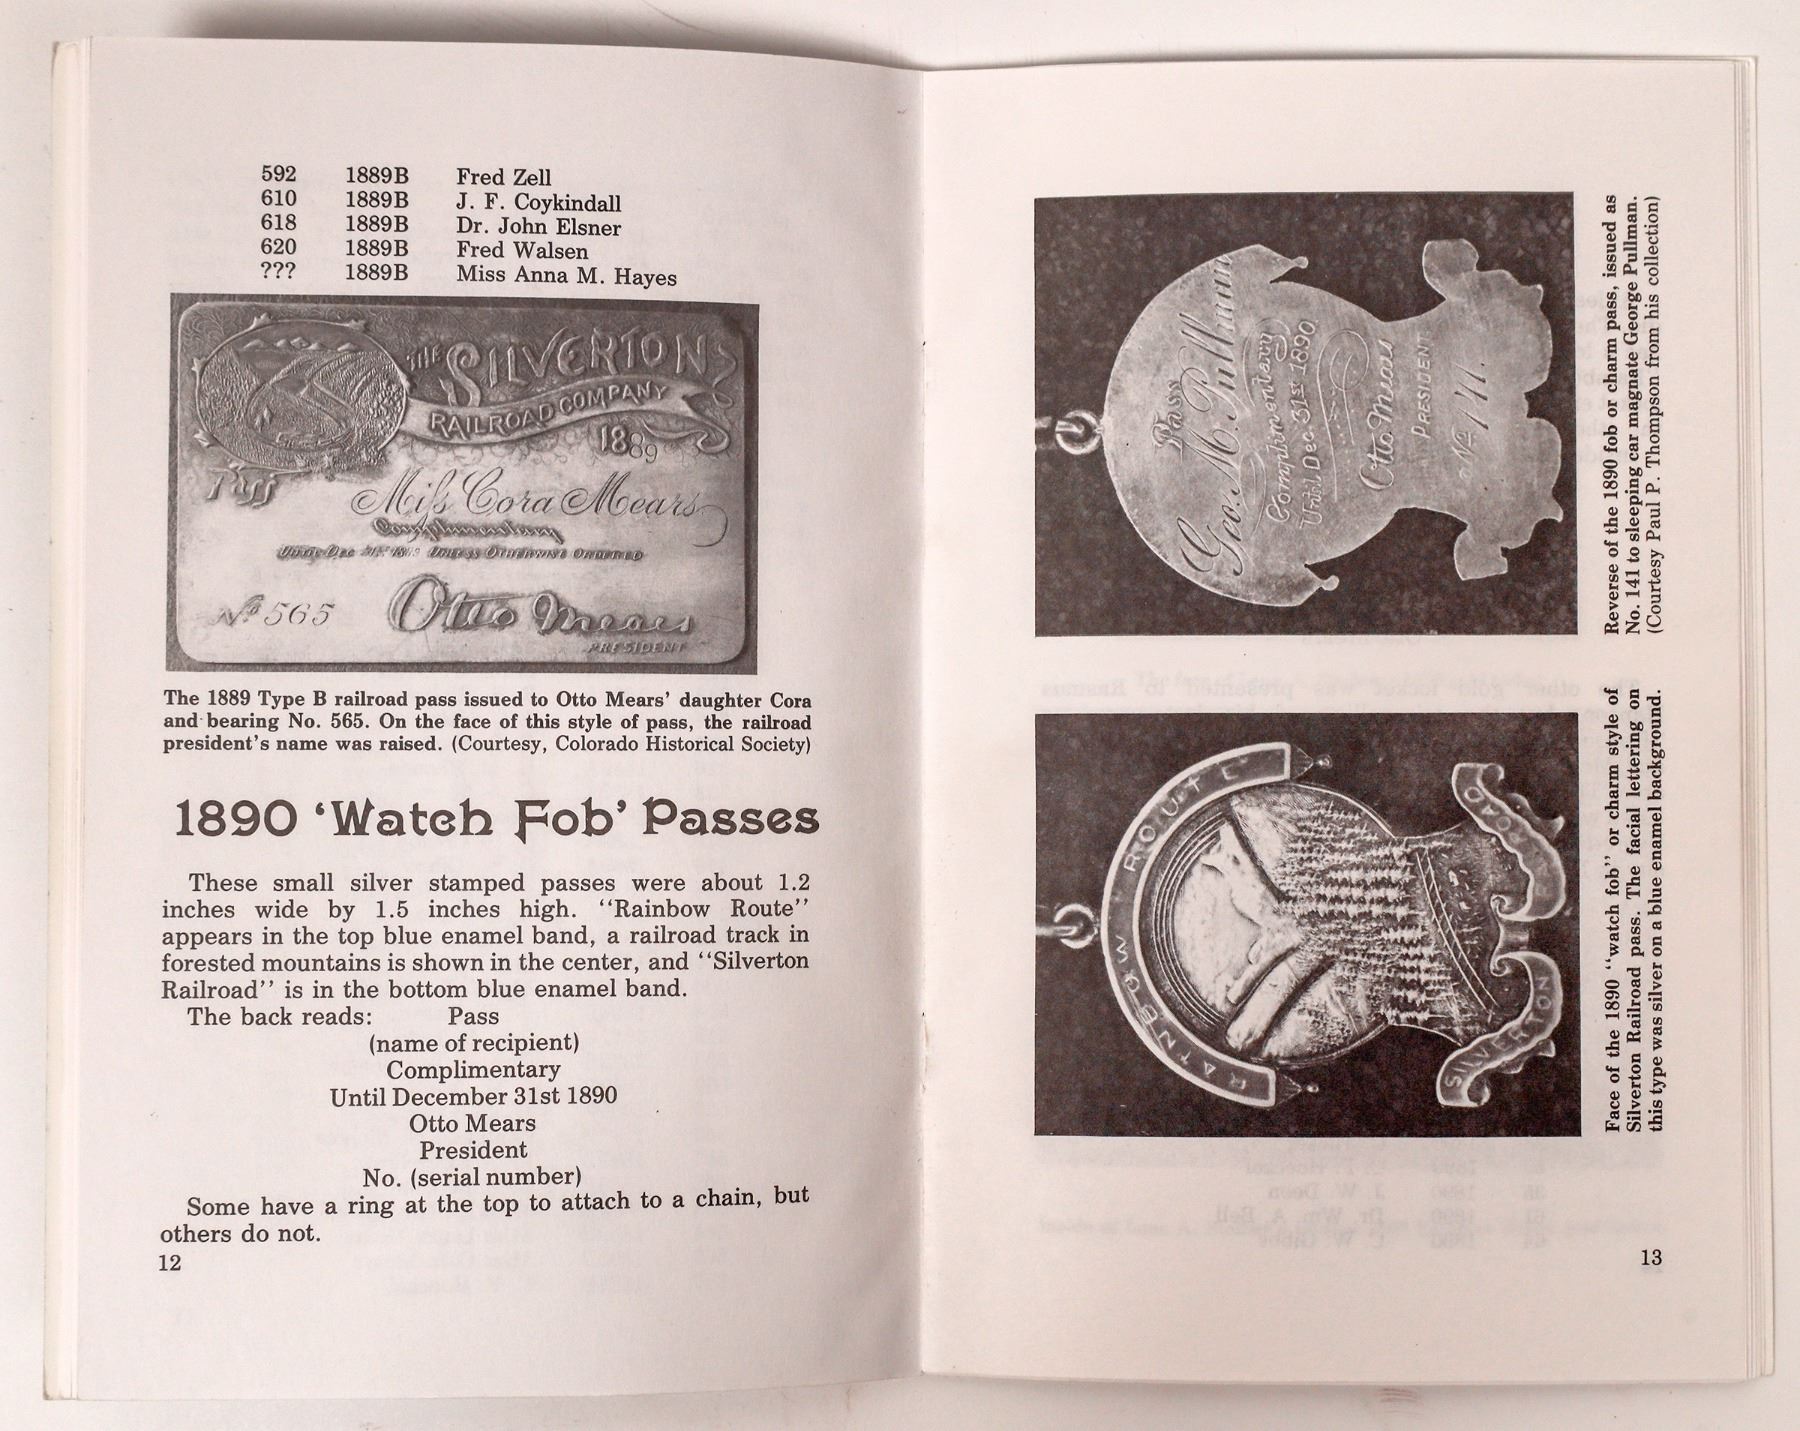 592 1889B Fred Zell
610 1889B J. F. Coykindall
618 1889B Dr. John Elsner
620 1889B Fred Walsen
??? 1889B Miss Anna M. Hayes
THE SILVERTON
RAILROAD COMPANY
1889
Pass
Miss Cora Mears
Complimentary
Until Dec 31st 1889 Unless Otherwise Ordered
No 565 Otto Mears
PRESIDENT
The 1889 Type B railroad pass issued to Otto Mears’ daughter Cora
and bearing No. 565. On the face of this style of pass, the railroad
president’s name was raised. (Courtesy, Colorado Historical Society)
1890 ‘Watch Fob’ Passes
These small silver stamped passes were about 1.2
inches wide by 1.5 inches high. “Rainbow Route”
appears in the top blue enamel band, a railroad track in
forested mountains is shown in the center, and “Silverton
Railroad” is in the bottom blue enamel band.
The back reads: Pass
(name of recipient)
Complimentary
Until December 31st 1890
Otto Mears
President
No. (serial number)
Some have a ring at the top to attach to a chain, but
others do not.
12
Pass
Geo. M. Pullman
Complimentary
Until Dec. 31st 1890
Otto Mears
PRESIDENT
No 141.
Reverse of the 1890 fob or charm pass, issued as
No. 141 to sleeping car magnate George Pullman.
(Courtesy Paul P. Thompson from his collection)
RAINBOW ROUTE
SILVERTON
ROAD
Face of the 1890 “watch fob” or charm style of
Silverton Railroad pass. The facial lettering on
this type was silver on a blue enamel background.
13